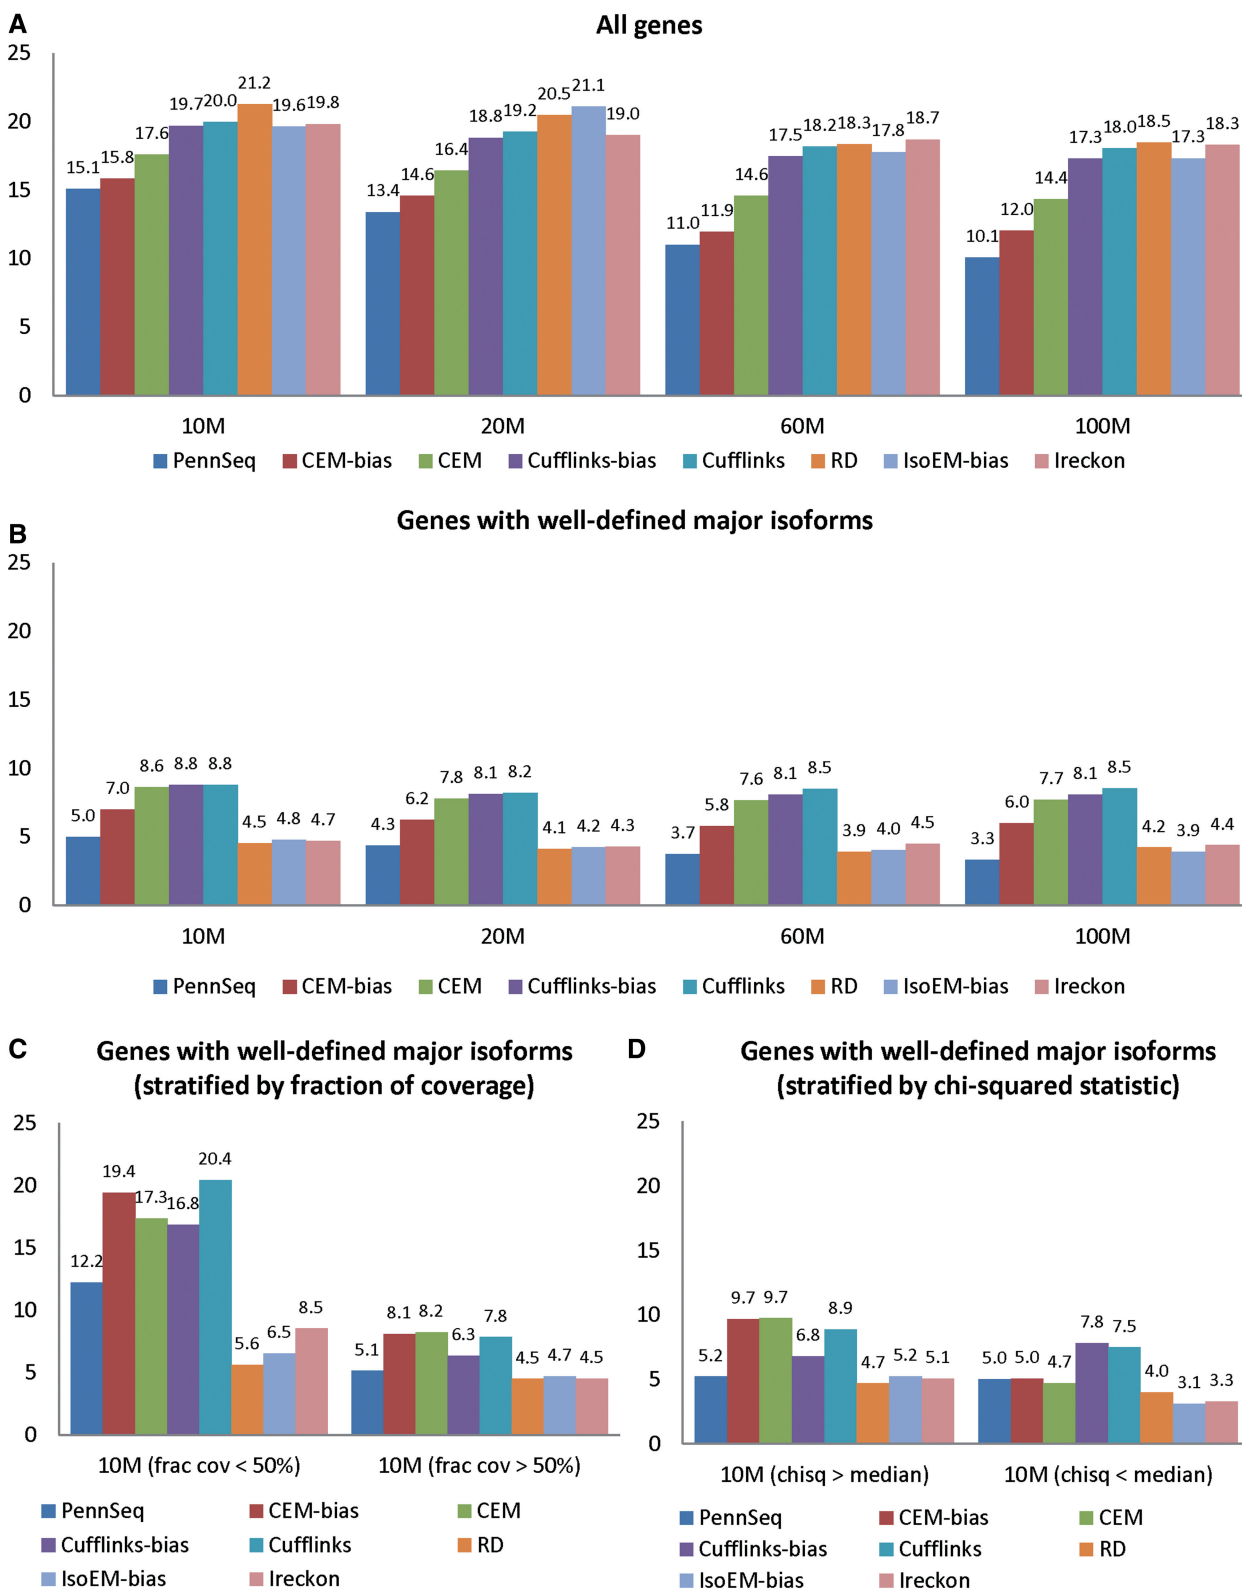 A
All genes
25
20
15
10
5
0
15.1 15.8 17.6 19.7 20.0 21.2 19.6 19.8
13.4 14.6 16.4 18.8 19.2 20.5 21.1 19.0
11.0 11.9 14.6 17.5 18.2 18.3 17.8 18.7
10.1 12.0 14.4 17.3 18.0 18.5 17.3 18.3
10M 20M 60M 100M
PennSeq CEM-bias CEM Cufflinks-bias Cufflinks RD IsoEM-bias Ireckon
B
Genes with well-defined major isoforms
25
20
15
10
5
0
5.0 7.0 8.6 8.8 8.8 4.5 4.8 4.7
4.3 6.2 7.8 8.1 8.2 4.1 4.2 4.3
3.7 5.8 7.6 8.1 8.5 3.9 4.0 4.5
3.3 6.0 7.7 8.1 8.5 4.2 3.9 4.4
10M 20M 60M 100M
PennSeq CEM-bias CEM Cufflinks-bias Cufflinks RD IsoEM-bias Ireckon
C
Genes with well-defined major isoforms
(stratified by fraction of coverage)
25
20
15
10
5
0
12.2 19.4 17.3 16.8 20.4 5.6 6.5 8.5
5.1 8.1 8.2 6.3 7.8 4.5 4.7 4.5
10M (frac cov < 50%) 10M (frac cov > 50%)
PennSeq CEM-bias CEM
Cufflinks-bias Cufflinks RD
IsoEM-bias Ireckon
D
Genes with well-defined major isoforms
(stratified by chi-squared statistic)
25
20
15
10
5
0
5.2 9.7 9.7 6.8 8.9 4.7 5.2 5.1
5.0 5.0 4.7 7.8 7.5 4.0 3.1 3.3
10M (chisq > median) 10M (chisq < median)
PennSeq CEM-bias CEM
Cufflinks-bias Cufflinks RD
IsoEM-bias Ireckon